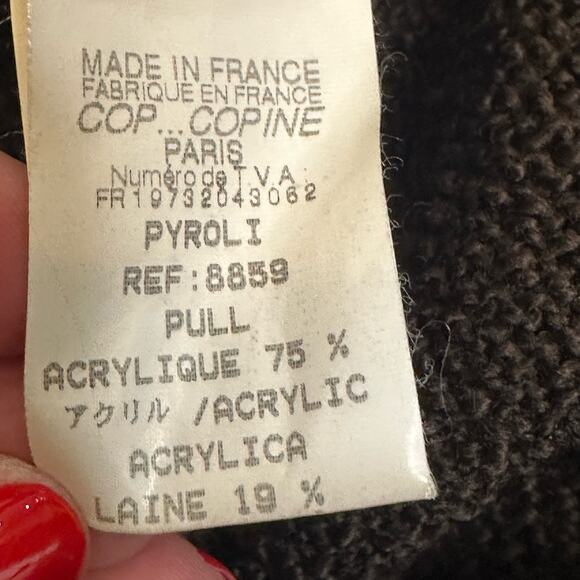 MADE IN FRANCE
FABRIQUE EN FRANCE
COP...COPINE
PARIS
Numéro de T.V.A.
FR19732043062
PYROLI
REF:8859
PULL
ACRYLIQUE 75 %
アクリル /ACRYLIC
ACRYLICA
LAINE 19 %